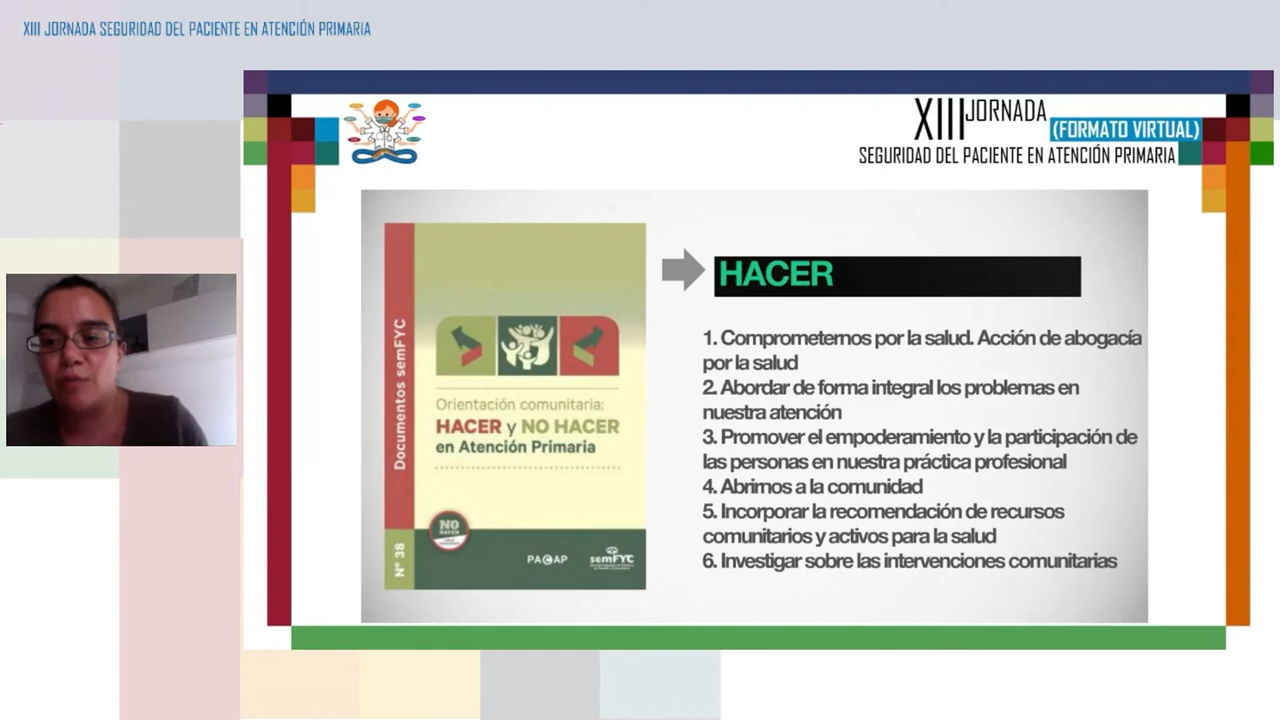 XIII JORNADA SEGURIDAD DEL PACIENTE EN ATENCIÓN PRIMARIA
XIII JORNADA
(FORMATO VIRTUAL)
SEGURIDAD DEL PACIENTE EN ATENCIÓN PRIMARIA
Documentos semFYC
Nº 38
Orientación comunitaria:
HACER y NO HACER
en Atención Primaria
NO
HACER
PACAP
semFYC
HACER
1. Comprometernos por la salud. Acción de abogacía
por la salud
2. Abordar de forma integral los problemas en
nuestra atención
3. Promover el empoderamiento y la participación de
las personas en nuestra práctica profesional
4. Abrirnos a la comunidad
5. Incorporar la recomendación de recursos
comunitarios y activos para la salud
6. Investigar sobre las intervenciones comunitarias